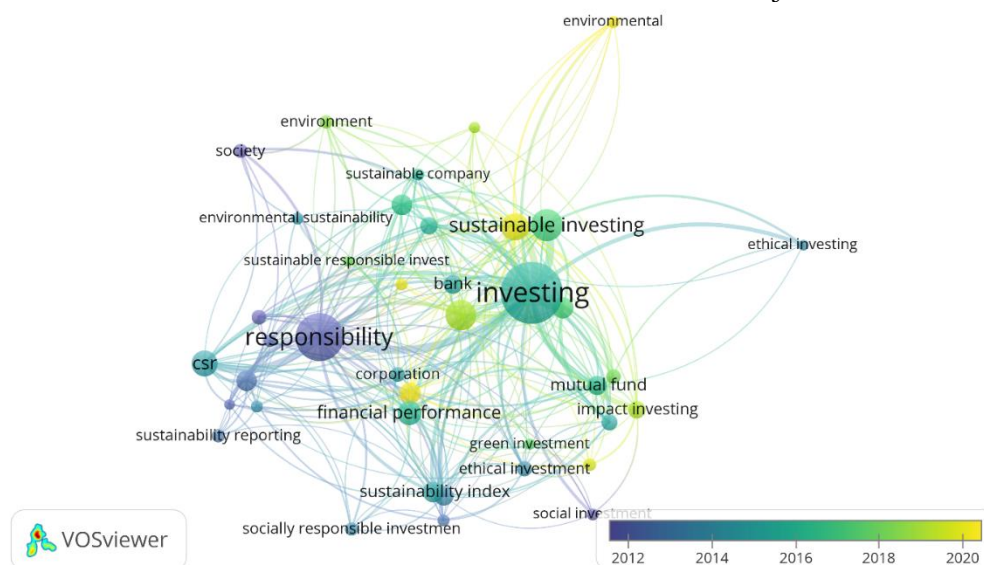 environmental
environment
society
sustainable company
environmental sustainability
sustainable investing
ethical investing
sustainable responsible invest
bank
investing
responsibility
csr
corporation
mutual fund
financial performance
impact investing
sustainability reporting
green investment
ethical investment
sustainability index
social investment
socially responsible investmen
VOSviewer
2012 2014 2016 2018 2020